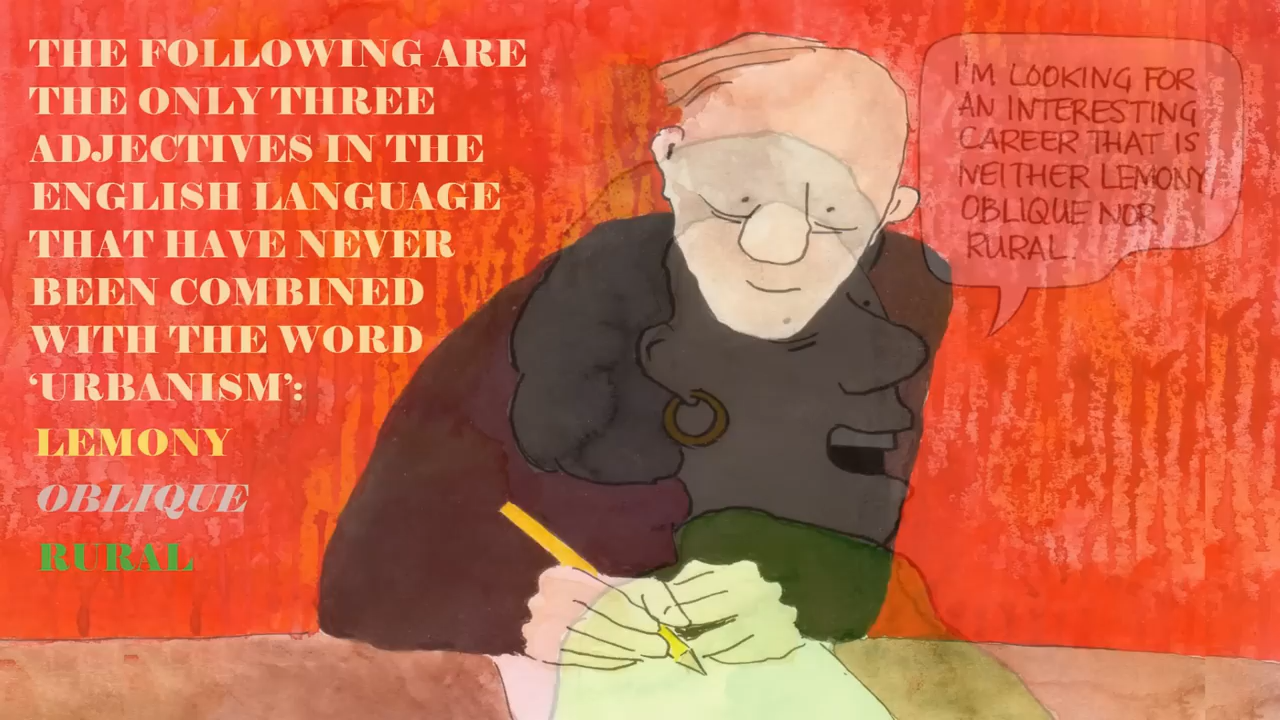 THE FOLLOWING ARE
THE ONLY THREE
ADJECTIVES IN THE
ENGLISH LANGUAGE
THAT HAVE NEVER
BEEN COMBINED
WITH THE WORD
‘URBANISM’:
LEMONY
OBLIQUE
RURAL
I'M LOOKING FOR
AN INTERESTING
CAREER THAT IS
NEITHER LEMONY,
OBLIQUE NOR
RURAL.